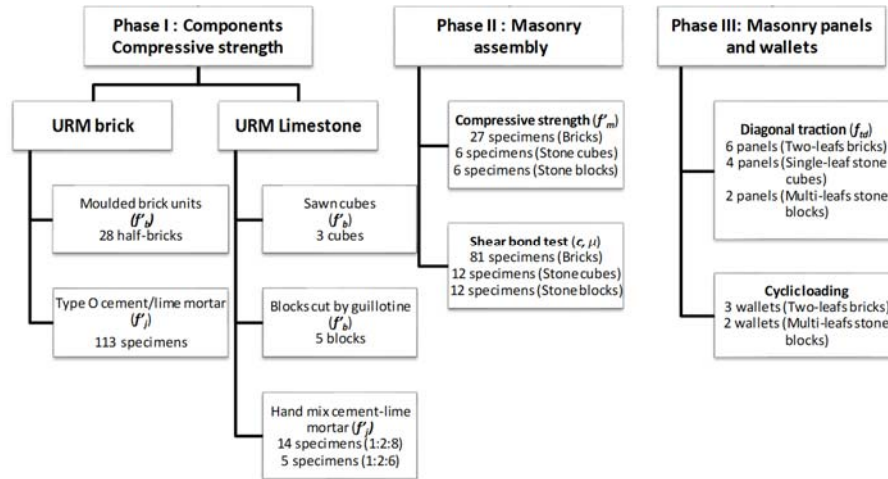 Phase I : Components
Compressive strength
URM brick
Moulded brick units
(f'b)
28 half-bricks
Type O cement/lime mortar
(f'j)
113 specimens
URM Limestone
Sawn cubes
(f'b)
3 cubes
Blocks cut by guillotine
(f'b)
5 blocks
Hand mix cement-lime
mortar (f'j)
14 specimens (1:2:8)
5 specimens (1:2:6)
Phase II : Masonry
assembly
Compressive strength (f'm)
27 specimens (Bricks)
6 specimens (Stone cubes)
6 specimens (Stone blocks)
Shear bond test (c, μ)
81 specimens (Bricks)
12 specimens (Stone cubes)
12 specimens (Stone blocks)
Phase III: Masonry panels
and wallets
Diagonal traction (ftd)
6 panels (Two-leafs bricks)
4 panels (Single-leaf stone
cubes)
2 panels (Multi-leafs stone
blocks)
Cyclic loading
3 wallets (Two-leafs bricks)
2 wallets (Multi-leafs stone
blocks)